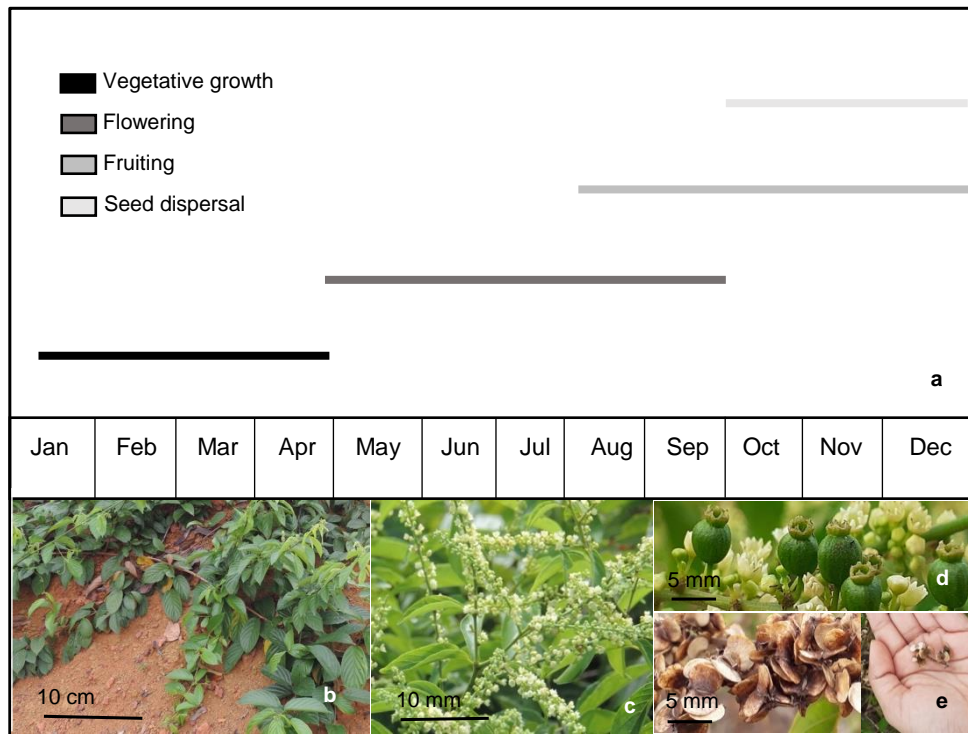 Vegetative growth
Flowering
Fruiting
Seed dispersal
a
Jan Feb Mar Apr May Jun Jul Aug Sep Oct Nov Dec
10 cm
b
10 mm
c
5 mm
d
5 mm
e